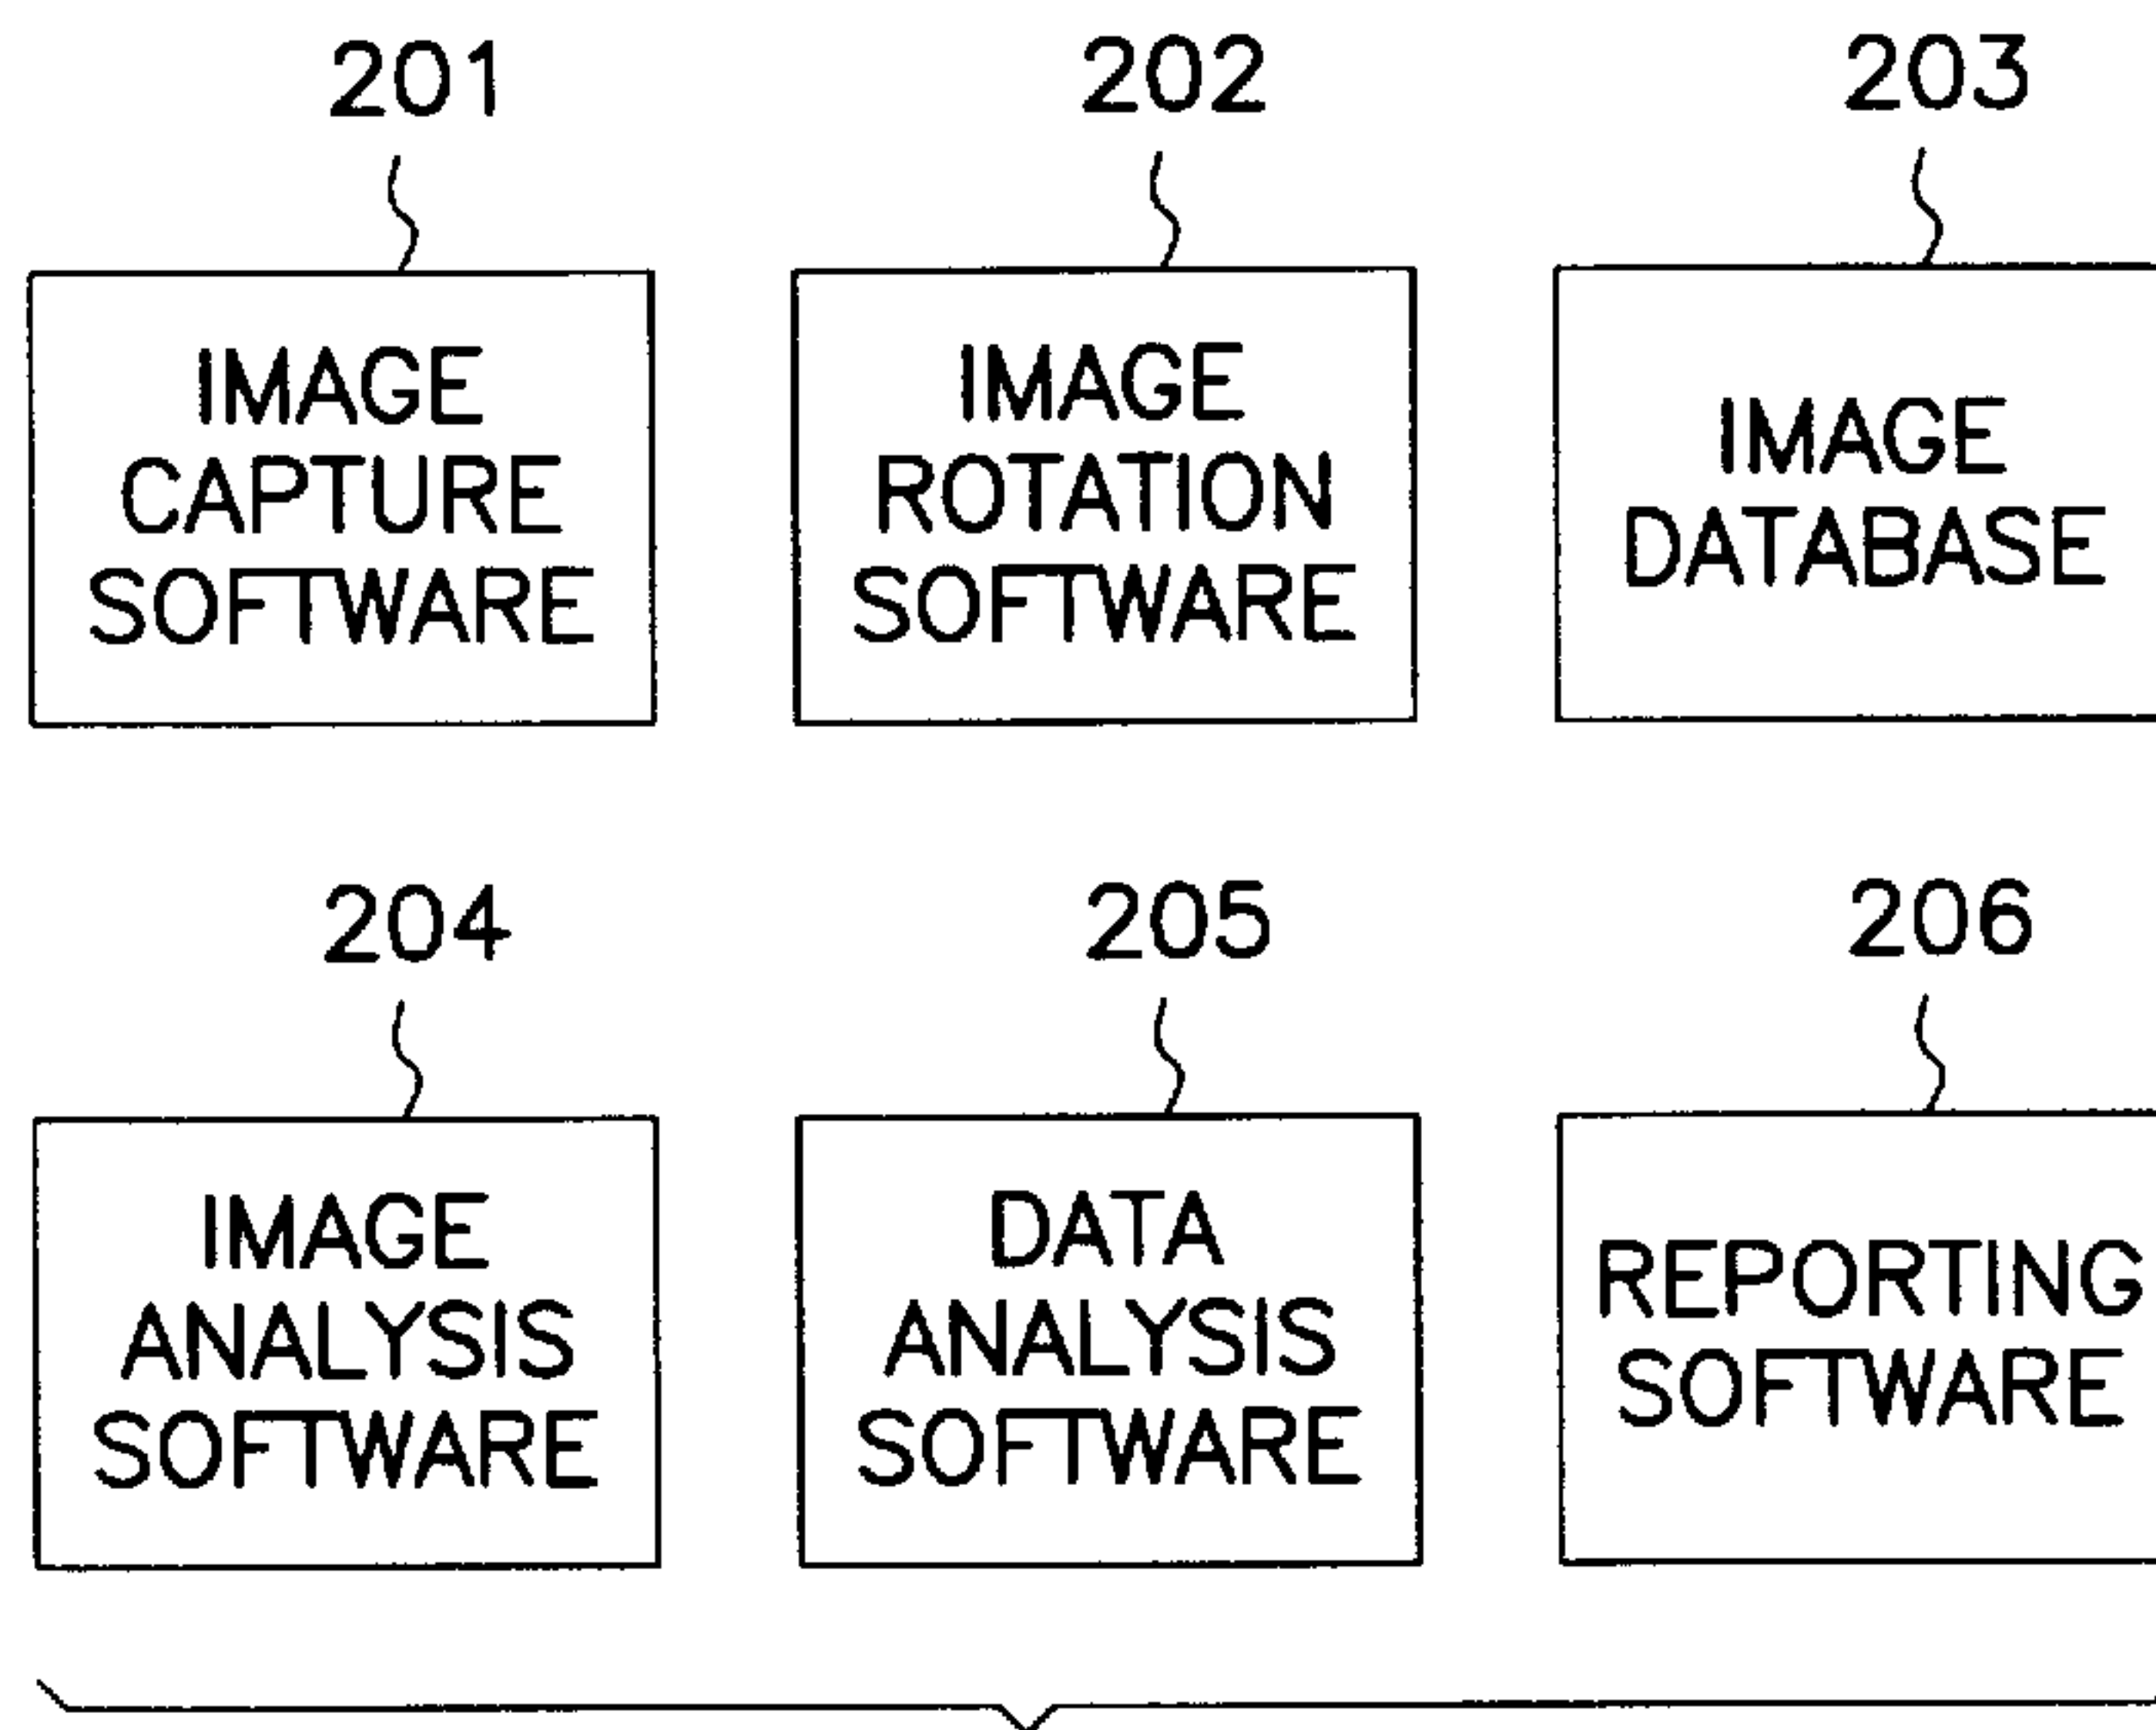 201
202
203
IMAGE
CAPTURE
SOFTWARE
IMAGE
ROTATION
SOFTWARE
IMAGE
DATABASE
204
205
206
IMAGE
ANALYSIS
SOFTWARE
DATA
ANALYSIS
SOFTWARE
REPORTING
SOFTWARE